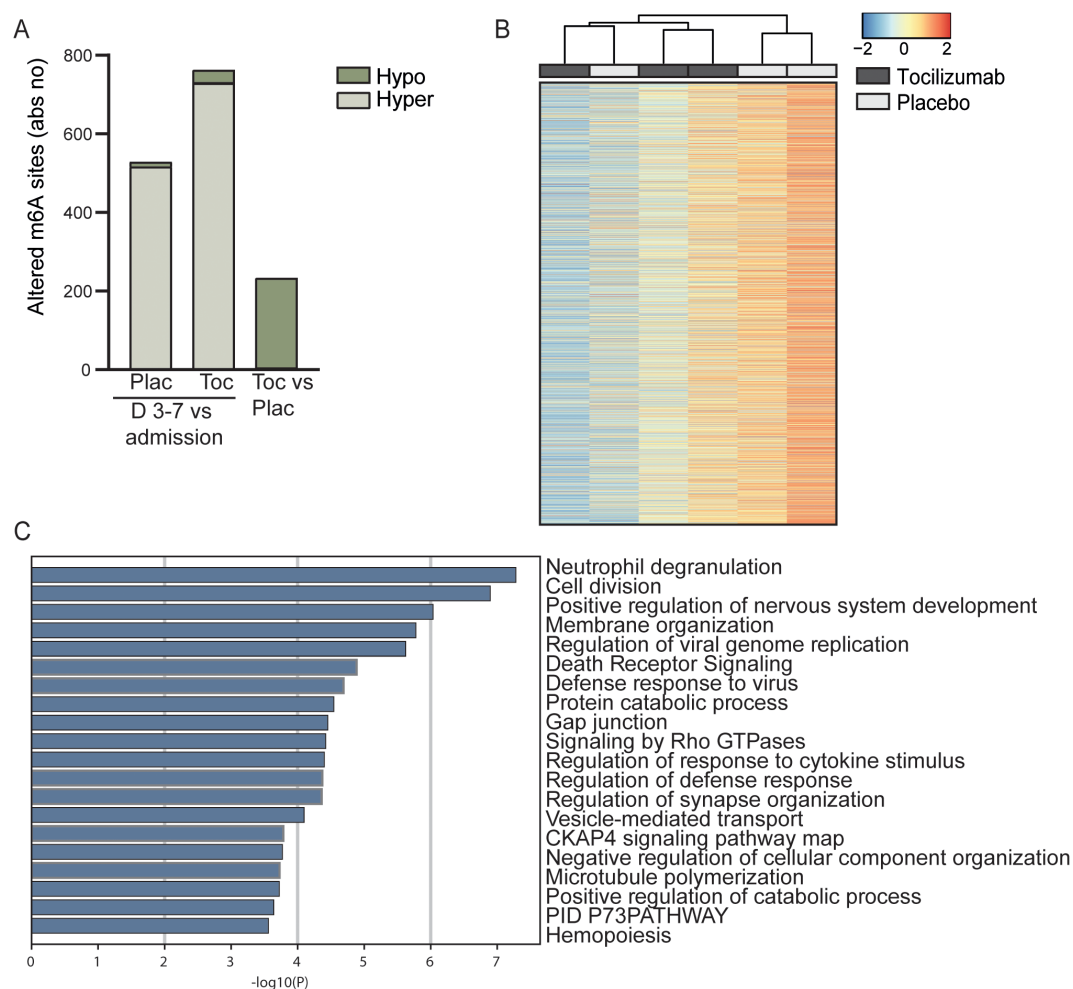 A
Altered m6A sites (abs no)
800
600
400
200
0
Hypo
Hyper
Plac
Toc
Toc vs
Plac
D 3-7 vs
admission
B
−2
0
2
Tocilizumab
Placebo
C
Neutrophil degranulation
Cell division
Positive regulation of nervous system development
Membrane organization
Regulation of viral genome replication
Death Receptor Signaling
Defense response to virus
Protein catabolic process
Gap junction
Signaling by Rho GTPases
Regulation of response to cytokine stimulus
Regulation of defense response
Regulation of synapse organization
Vesicle-mediated transport
CKAP4 signaling pathway map
Negative regulation of cellular component organization
Microtubule polymerization
Positive regulation of catabolic process
PID P73PATHWAY
Hemopoiesis
0
1
2
3
4
5
6
7
-log10(P)